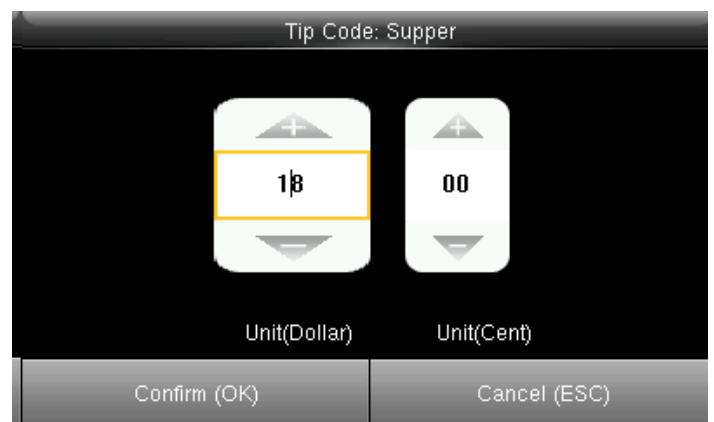 Tip Code: Supper
18 00
Unit(Dollar) Unit(Cent)
Confirm (OK) Cancel (ESC)